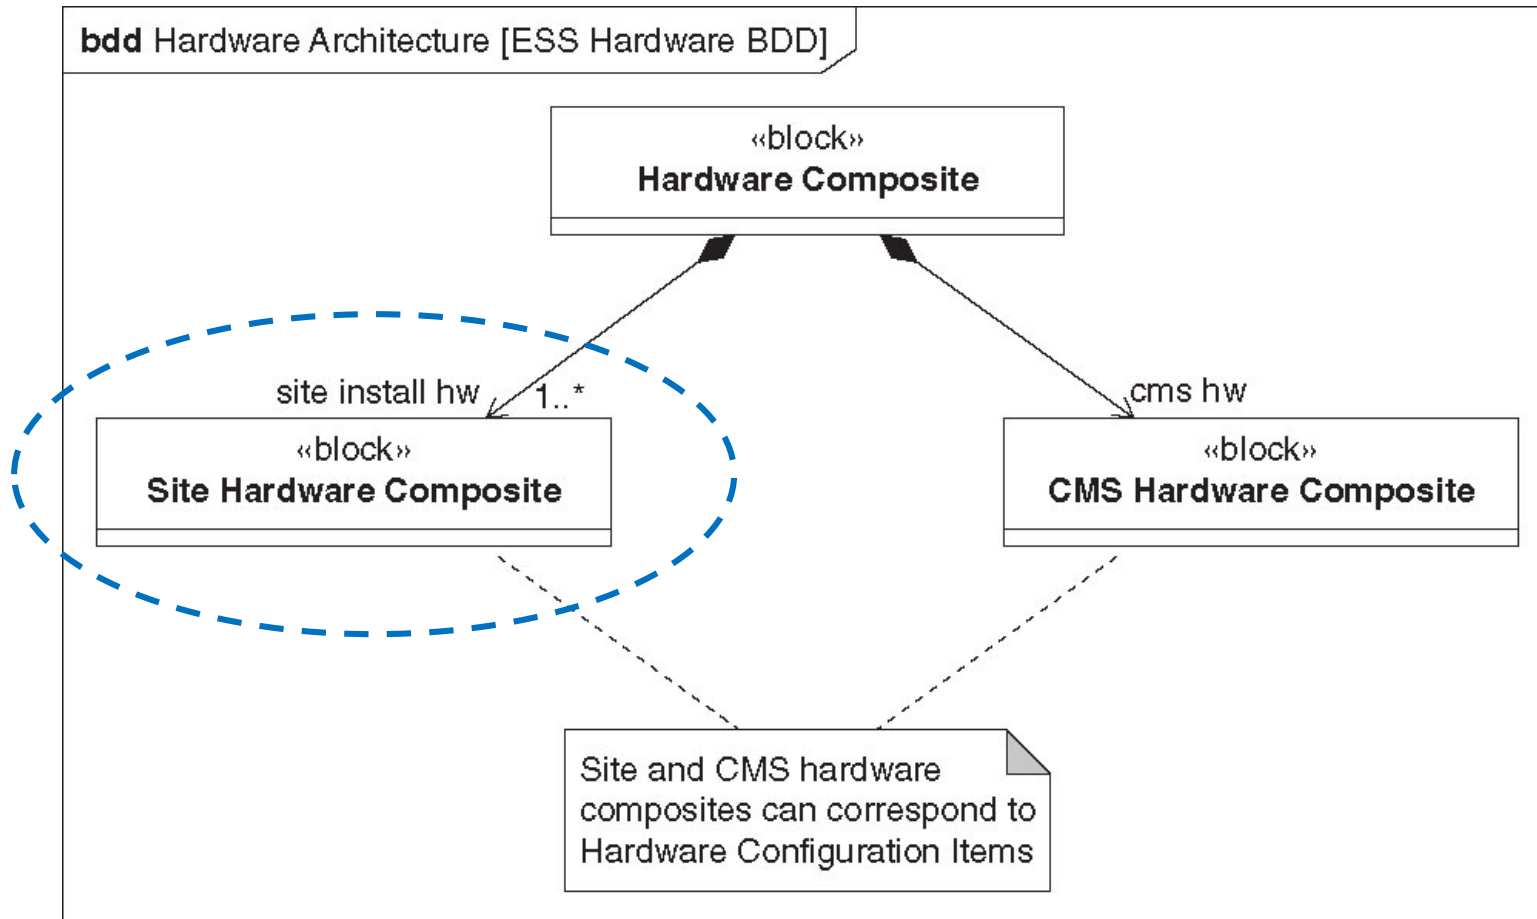 bdd Hardware Architecture [ESS Hardware BDD]
«block»
Hardware Composite
site install hw
1..*
cms hw
«block»
Site Hardware Composite
«block»
CMS Hardware Composite
Site and CMS hardware
composites can correspond to
Hardware Configuration Items